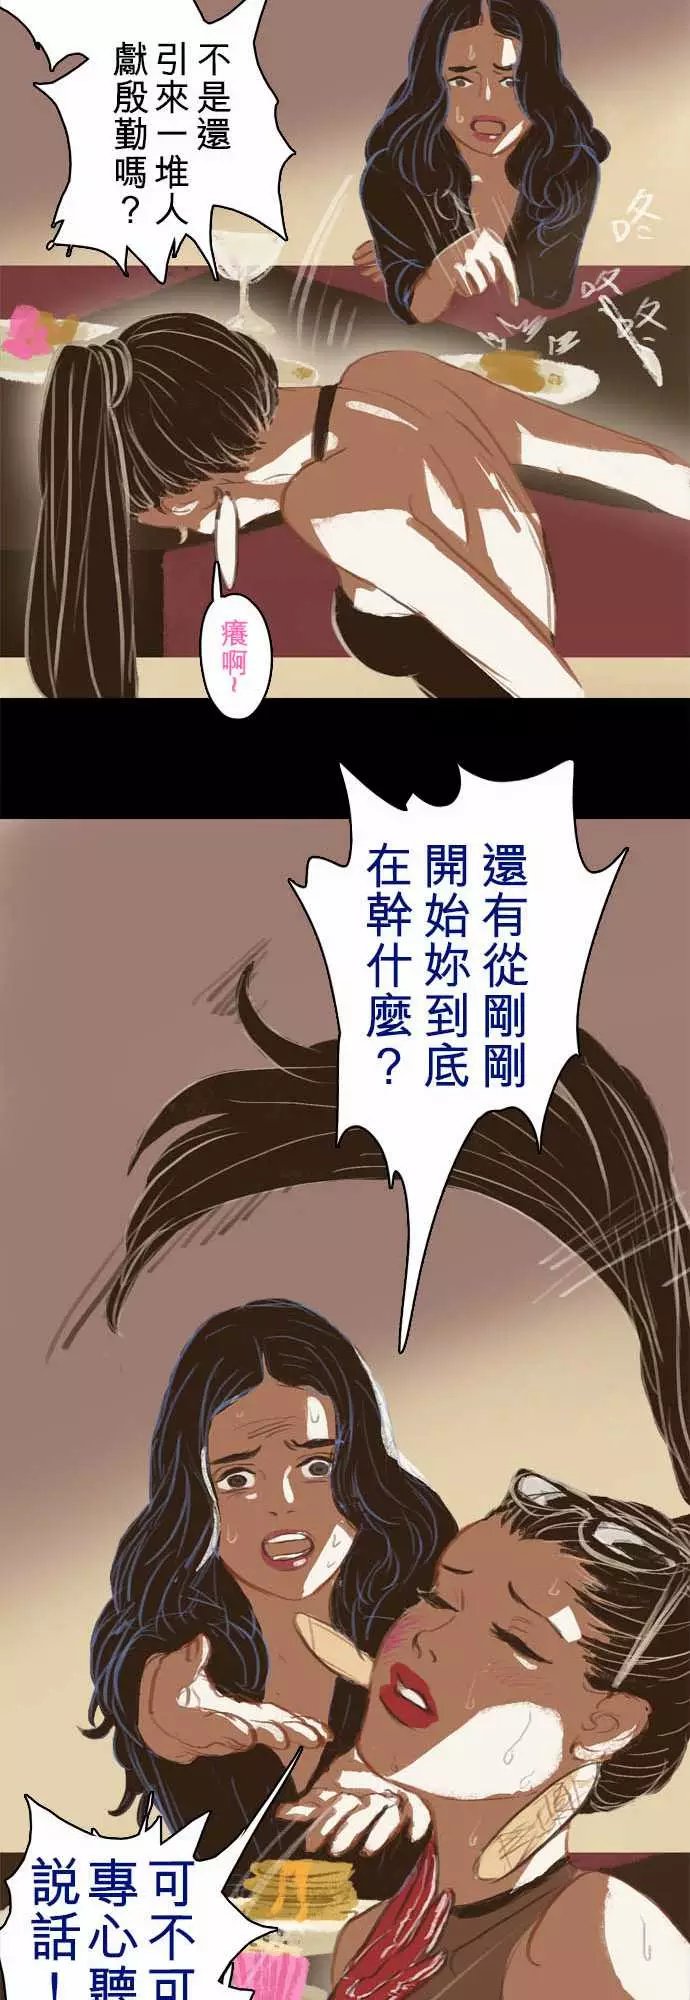 不是還
引來一堆人
獻殷勤嗎？
咚
咚
咚
癢啊~
還有從剛剛
開始妳到底
在幹什麼？
可不可
專心聽
説話！